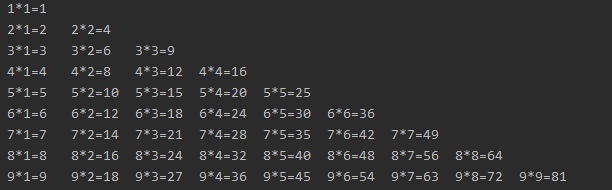 1*1=1
2*1=2 2*2=4
3*1=3 3*2=6 3*3=9
4*1=4 4*2=8 4*3=12 4*4=16
5*1=5 5*2=10 5*3=15 5*4=20 5*5=25
6*1=6 6*2=12 6*3=18 6*4=24 6*5=30 6*6=36
7*1=7 7*2=14 7*3=21 7*4=28 7*5=35 7*6=42 7*7=49
8*1=8 8*2=16 8*3=24 8*4=32 8*5=40 8*6=48 8*7=56 8*8=64
9*1=9 9*2=18 9*3=27 9*4=36 9*5=45 9*6=54 9*7=63 9*8=72 9*9=81